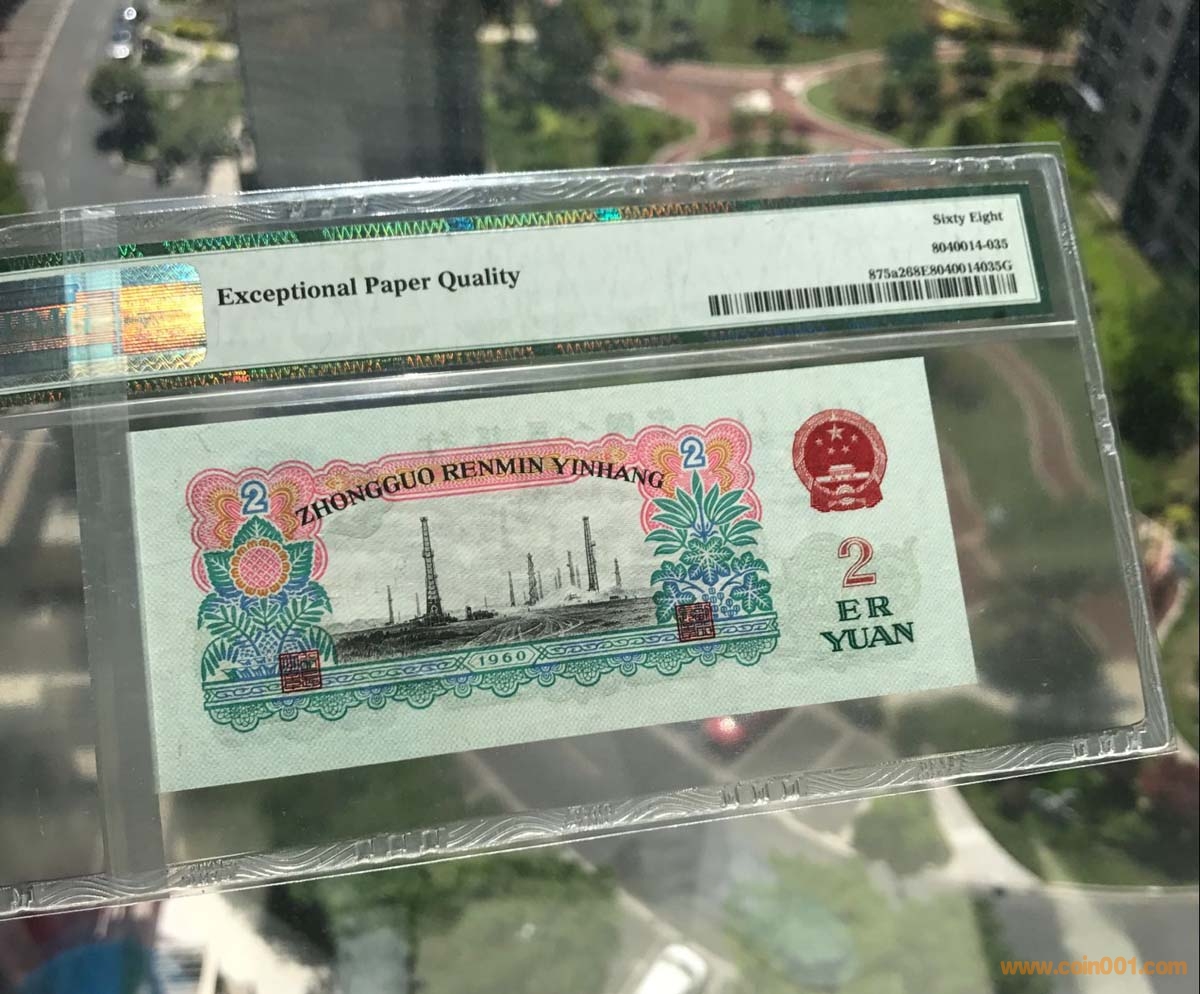 Sixty Eight
8040014-035
875a268E8040014035G
Exceptional Paper Quality
PMG
ZHONGGUO RENMIN YINHANG
2
2
2
ER
YUAN
1960
www.coin001.com